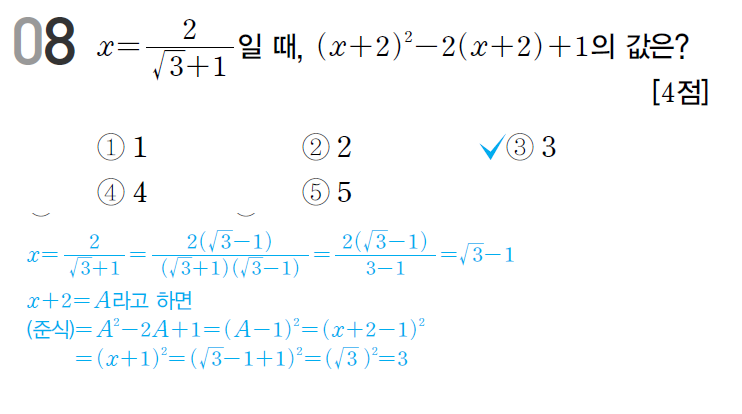 08 x=2/(√3+1)일 때, (x+2)²-2(x+2)+1의 값은?
[4점]
① 1 ② 2 ③ 3
④ 4 ⑤ 5
x=2/(√3+1)=2(√3-1)/((√3+1)(√3-1))=2(√3-1)/(3-1)=√3-1
x+2=A라고 하면
(준식)=A²-2A+1=(A-1)²=(x+2-1)²
=(x+1)²=(√3-1+1)²=(√3)²=3